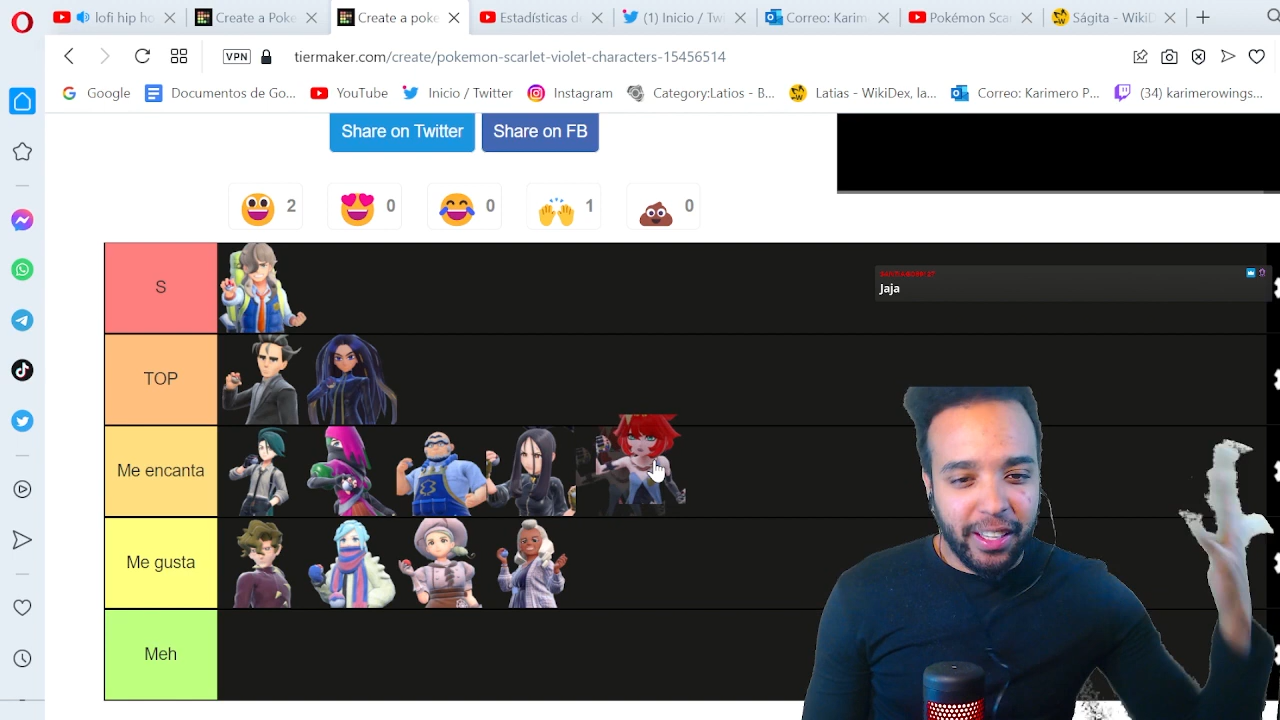 lofi hip ho
Create a Poke
Create a poke
Estadísticas d
(1) Inicio / Twi
Correo: Karim
Pokémon Scar
Ságita - WikiD
VPN
tiermaker.com/create/pokemon-scarlet-violet-characters-15456514
Google
Documentos de Go...
YouTube
Inicio / Twitter
Instagram
Category:Latios - B...
Latias - WikiDex, la...
Correo: Karimero P...
(34) karimerowings...
Share on Twitter
Share on FB
2
0
0
1
0
S
Jaja
TOP
Me encanta
Me gusta
Meh